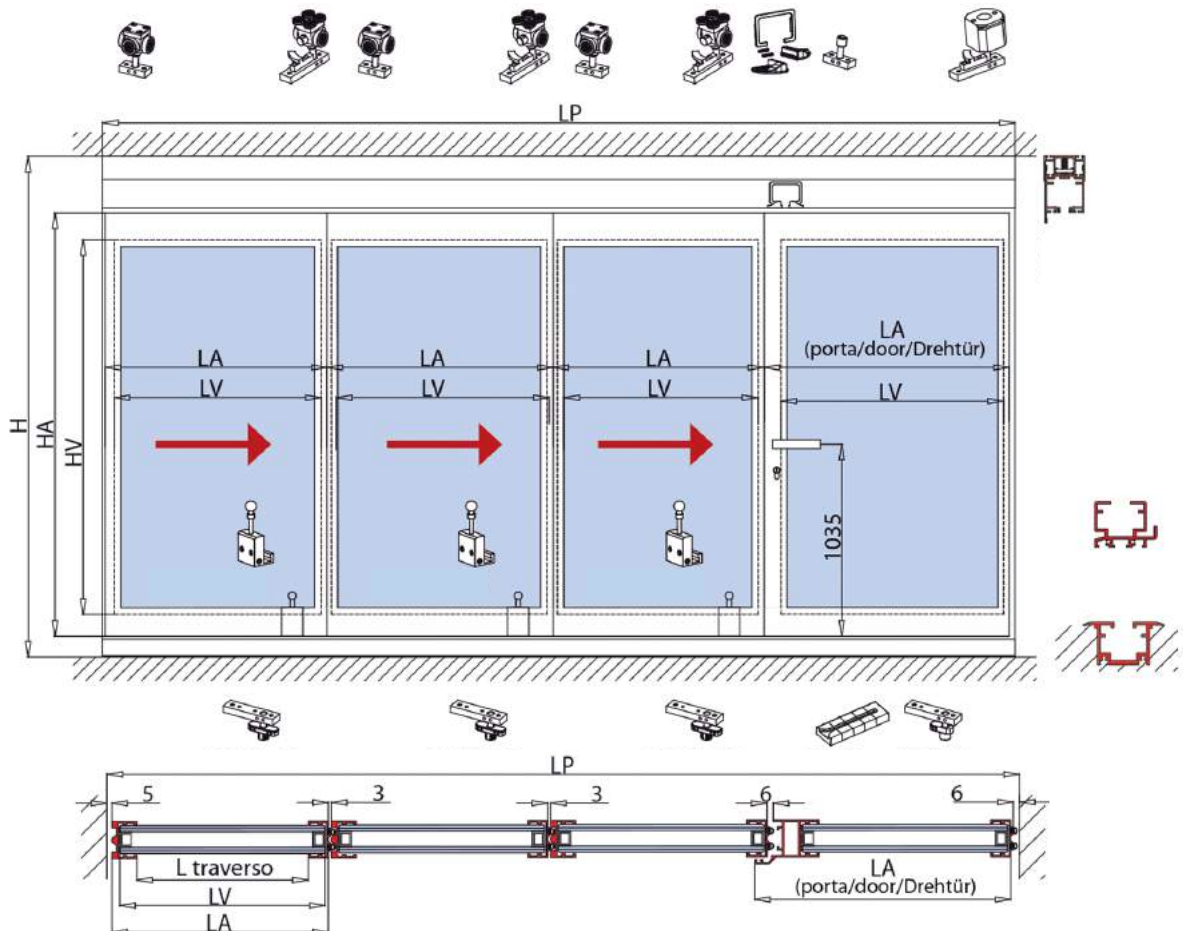 LP
LA
(porta/door/Drehtür)
LA
LA
LA
LV
LV
LV
LV
H
HA
HV
1035
LP
5
3
3
6
6
L traverso
LA
(porta/door/Drehtür)
LV
LA